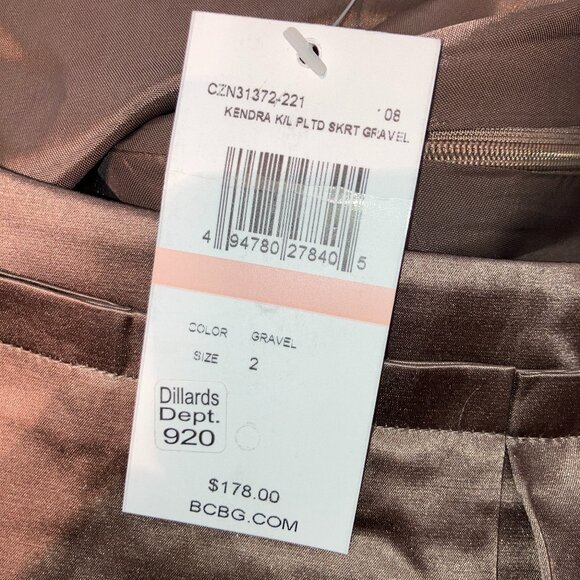 CZN31372-221 08
KENDRA K/L PLTD SKRT GRAVEL
4 94780 27840 5
COLOR GRAVEL
SIZE 2
Dillards
Dept.
920
$178.00
BCBG.COM